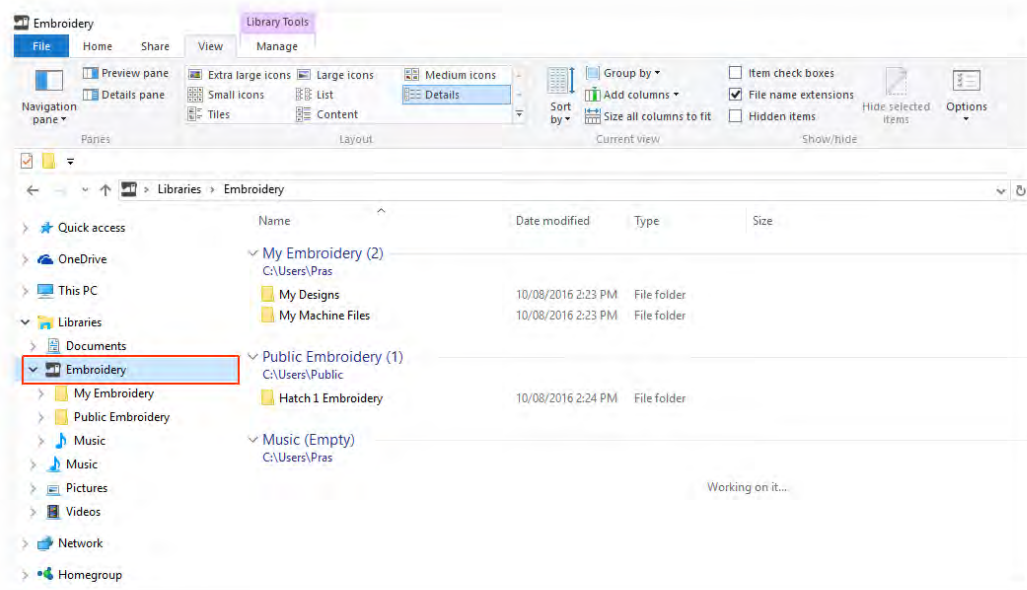 Embroidery
Library Tools
File Home Share View Manage
Preview pane Extra large icons Large icons Medium icons Group by Item check boxes
Details pane Small icons List Details Add columns File name extensions
Navigation pane Tiles Content Sort by Size all columns to fit Hidden items Hide selected items Options
Panes Layout Current view Show/hide
> Libraries > Embroidery
Name Date modified Type Size
Quick access
My Embroidery (2)
C:\Users\Pras
OneDrive
This PC
My Designs 10/08/2016 2:23 PM File folder
My Machine Files 10/08/2016 2:23 PM File folder
Libraries
Documents
Public Embroidery (1)
C:\Users\Public
Embroidery
My Embroidery
Hatch 1 Embroidery 10/08/2016 2:24 PM File folder
Public Embroidery
Music
Music (Empty)
C:\Users\Pras
Music
Pictures
Working on it...
Videos
Network
Homegroup